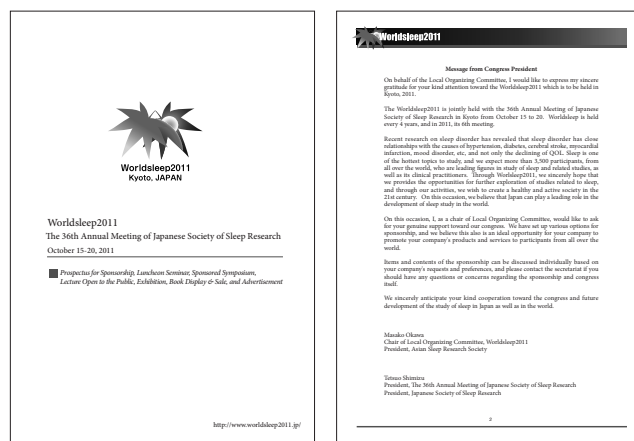 Worldsleep2011
Kyoto, JAPAN
Worldsleep2011
The 36th Annual Meeting of Japanese Society of Sleep Research
October 15-20, 2011
Prospectus for Sponsorship, Luncheon Seminar, Sponsored Symposium,
Lecture Open to the Public, Exhibition, Book Display & Sale, and Advertisement
http://www.worldsleep2011.jp/
Worldsleep2011
Message from Congress President
On behalf of the Local Organizing Committee, I would like to express my sincere
gratitude for your kind attention toward the Worldsleep2011 which is to be held in
Kyoto, 2011.
The Worldsleep2011 is jointly held with the 36th Annual Meeting of Japanese
Society of Sleep Research in Kyoto from October 15 to 20. Worldsleep is held
every 4 years, and in 2011, its 6th meeting.
Recent research on sleep disorder has revealed that sleep disorder has close
relationships with the causes of hypertension, diabetes, cerebral stroke, myocardial
infarction, mood disorder, etc, and not only the declining of QOL. Sleep is one
of the hottest topics to study, and we expect more than 3,500 participants, from
all over the world, who are leading figures in study of sleep and related studies, as
well as its clinical practitioners. Through Worlseep2011, we sincerely hope that
we provides the opportunities for further exploration of studies related to sleep,
and through our activities, we wish to create a healthy and active society in the
21st century. On this occasion, we believe that Japan can play a leading role in the
development of sleep study in the world.
On this occasion, I, as a chair of Local Organizing Committee, would like to ask
for your genuine support toward our congress. We have set up various options for
sponsorship, and we believe this also is an ideal opportunity for your company to
promote your company's products and services to participants from all over the
world.
Items and contents of the sponsorship can be discussed individually based on
your company's requests and preferences, and please contact the secretariat if you
should have any questions or concerns regarding the sponsorship and congress
itself.
We sincerely anticipate your kind cooperation toward the congress and future
development of the study of sleep in Japan as well as in the world.
Masako Okawa
Chair of Local Organizing Committee, Worldsleep2011
President, Asian Sleep Research Society
Tetsuo Shimizu
President, The 36th Annual Meeting of Japanese Society of Sleep Research
President, Japanese Society of Sleep Research